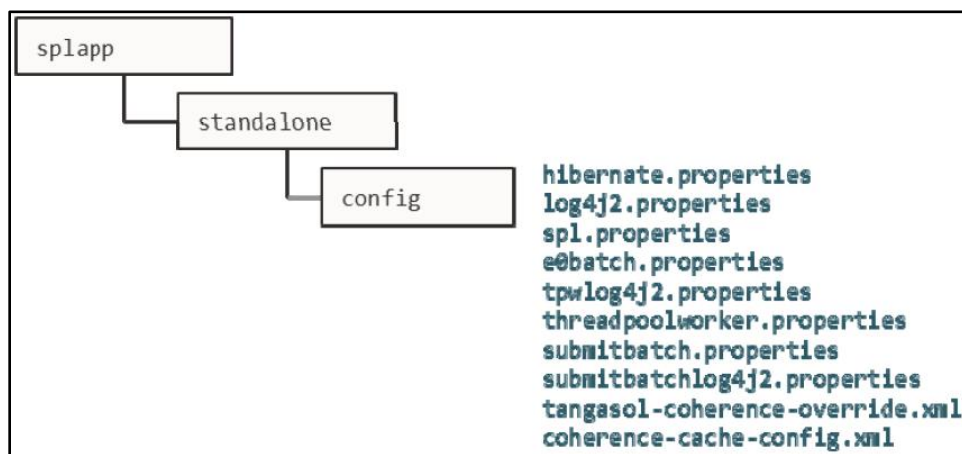 splapp
standalone
config
hibernate.properties
log4j2.properties
spl.properties
e0batch.properties
tpwlog4j2.properties
threadpoolworker.properties
submitbatch.properties
submitbatchlog4j2.properties
tangasol-coherence-override.xml
coherence-cache-config.xml